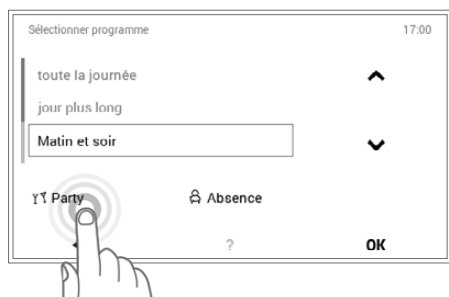 Sélectionner programme 17:00
toute la journée
jour plus long
Matin et soir
Party Absence
? OK